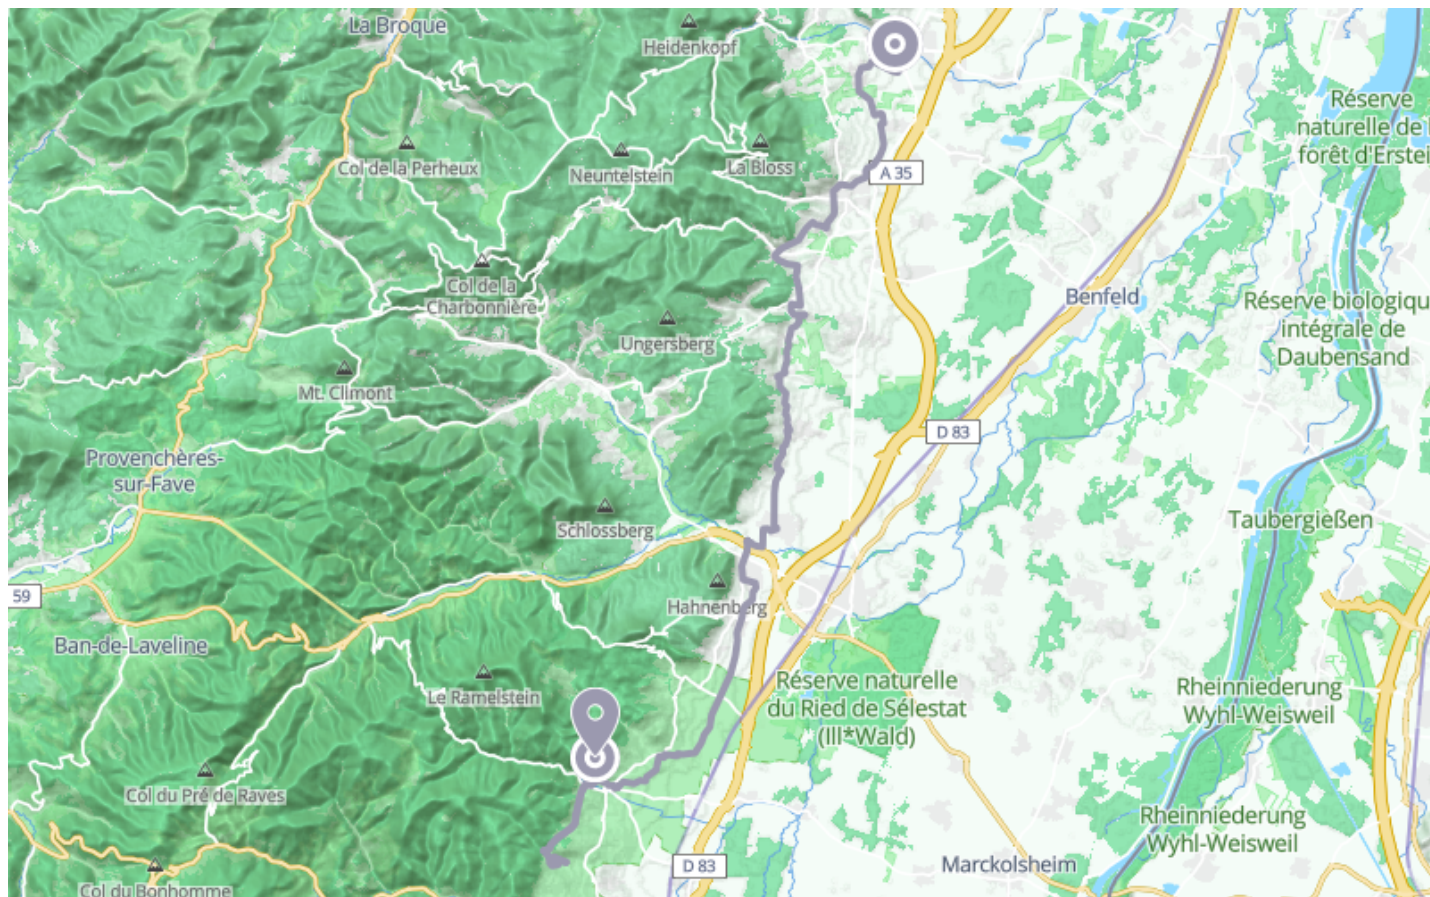 La Broque
Heidenkopf
Réserve
naturelle de l
forêt d'Erstei
Col de la Perheux
Neuntelstein
La Bloss
A 35
Col de la
Charbonnière
Benfeld
Réserve biologiqu
intégrale de
Daubensand
Ungersberg
Mt. Climont
D 83
Provenchères-
sur-Fave
Schlossberg
Taubergießen
59
Hahnenberg
Ban-de-Laveline
Le Ramelstein
Réserve naturelle
du Ried de Sélestat
(Ill*Wald)
Rheinniederung
Wyhl-Weisweil
Col du Pré de Raves
Rheinniederung
Wyhl-Weisweil
D 83
Marckolsheim
Col du Bonhomme